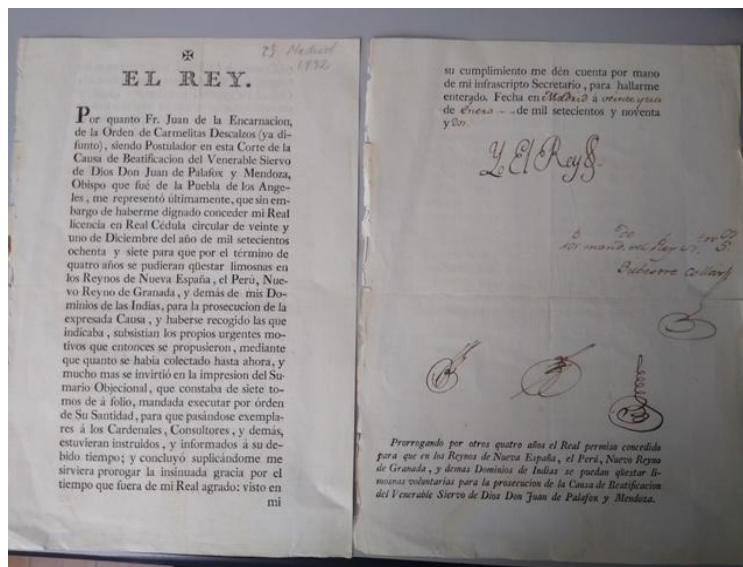 25 Madrid
1792
EL REY.
Por quanto Fr. Juan de la Encarnacion,
de la Orden de Carmelitas Descalzos (ya di-
funto), siendo Postulador en esta Corte de la
Causa de Beatificacion del Venerable Siervo
de Dios Don Juan de Palafox y Mendoza,
Obispo que fué de la Puebla de los Ange-
les, me representó últimamente, que sin em-
bargo de haberme dignado conceder mi Real
licencia en Real Cédula circular de veinte y
uno de Diciembre del año de mil setecientos
ochenta y siete para que por el término de
quatro años se pudieran qüestar limosnas en
los Reynos de Nueva España, el Perú, Nue-
vo Reyno de Granada, y demás de mis Do-
minios de las Indias, para la prosecucion de la
expresada Causa, y haberse recogido las que
indicaba, subsistian los propios urgentes mo-
tivos que entonces se propusieron, mediante
que quanto se habia colectado hasta ahora, y
mucho mas se invirtió en la impresion del Su-
mario Objecional, que constaba de siete to-
mos de á folio, mandada executar por órden
de Su Santidad, para que pasándose exempla-
res á los Cardenales, Consultores, y demás,
estuvieran instruidos, y informados á su de-
bido tiempo; y concluyó suplicándome me
sirviera prorogar la insinuada gracia por el
tiempo que fuera de mi Real agrado: visto en
mi
su cumplimiento me dén cuenta por mano
de mi infrascripto Secretario, para hallarme
enterado. Fecha en Madrid á veinte y
de Enero de mil setecientos y noventa
y Dos.
Yo El Rey
Por mand. del Rey
Prorrogando por otros quatro años el Real permiso concedido
para que en los Reynos de Nueva España, el Perú, Nuevo Reyno
de Granada, y demas Dominios de Indias se puedan qüestar li-
mosnas voluntarias para la prosecucion de la Causa de Beatificacion
del Venerable Siervo de Dios Don Juan de Palafox y Mendoza.